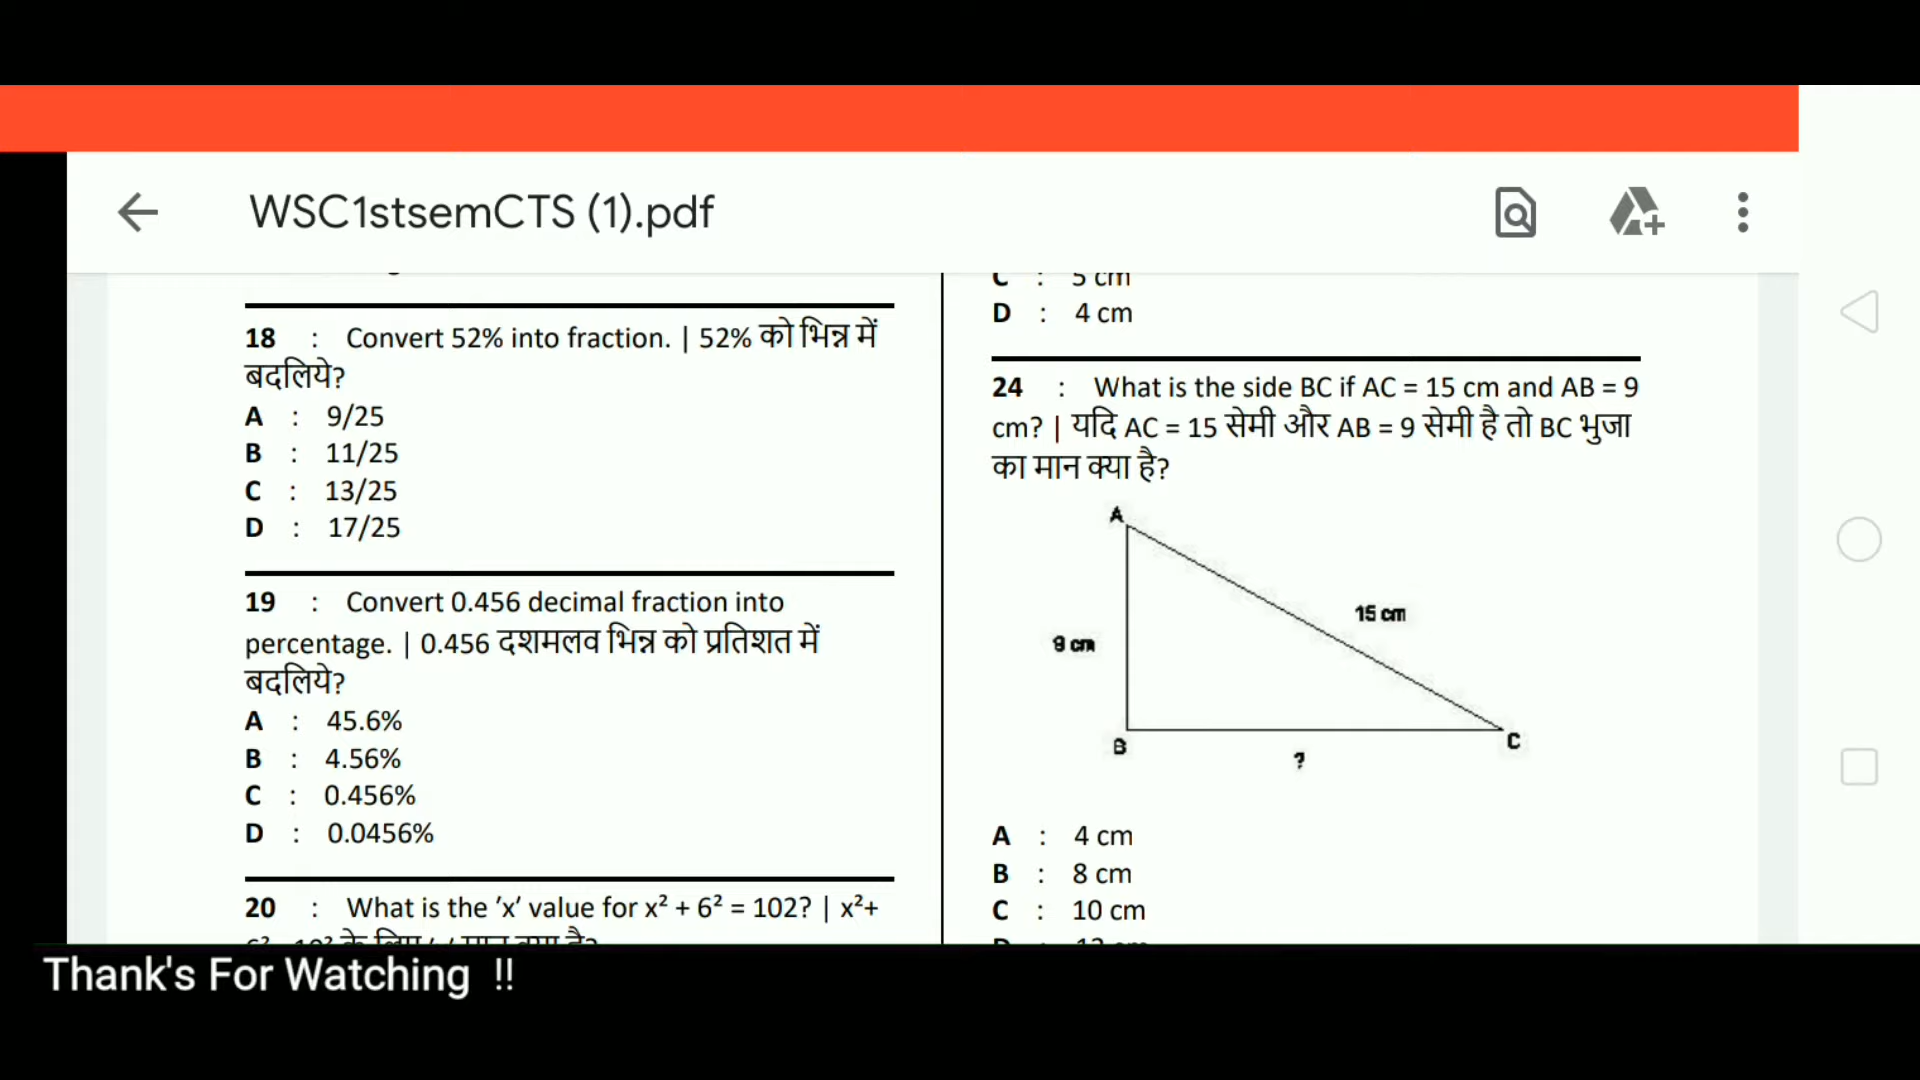 WSC1stsemCTS (1).pdf
18 : Convert 52% into fraction. | 52% को भिन्न में
बदलिये?
A : 9/25
B : 11/25
C : 13/25
D : 17/25
19 : Convert 0.456 decimal fraction into
percentage. | 0.456 दशमलव भिन्न को प्रतिशत में
बदलिये?
A : 45.6%
B : 4.56%
C : 0.456%
D : 0.0456%
20 : What is the ’x’ value for x² + 6² = 102? | x²+
C : 5 cm
D : 4 cm
24 : What is the side BC if AC = 15 cm and AB = 9
cm? | यदि AC = 15 सेमी और AB = 9 सेमी है तो BC भुजा
का मान क्या है?
A
15 cm
9 cm
B
C
?
A : 4 cm
B : 8 cm
C : 10 cm
Thank's For Watching !!